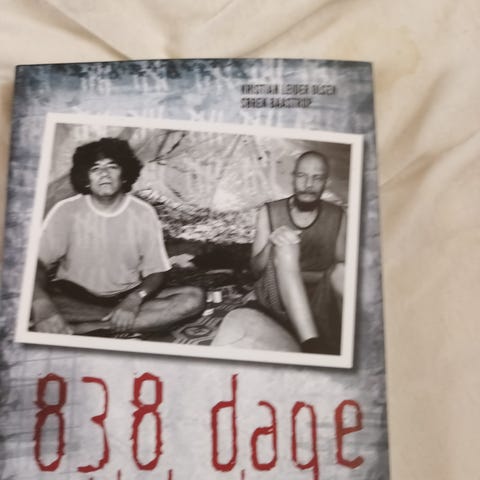 KRISTIAN LEIDER OLSEN
SØREN BAASTRUP
838 dage